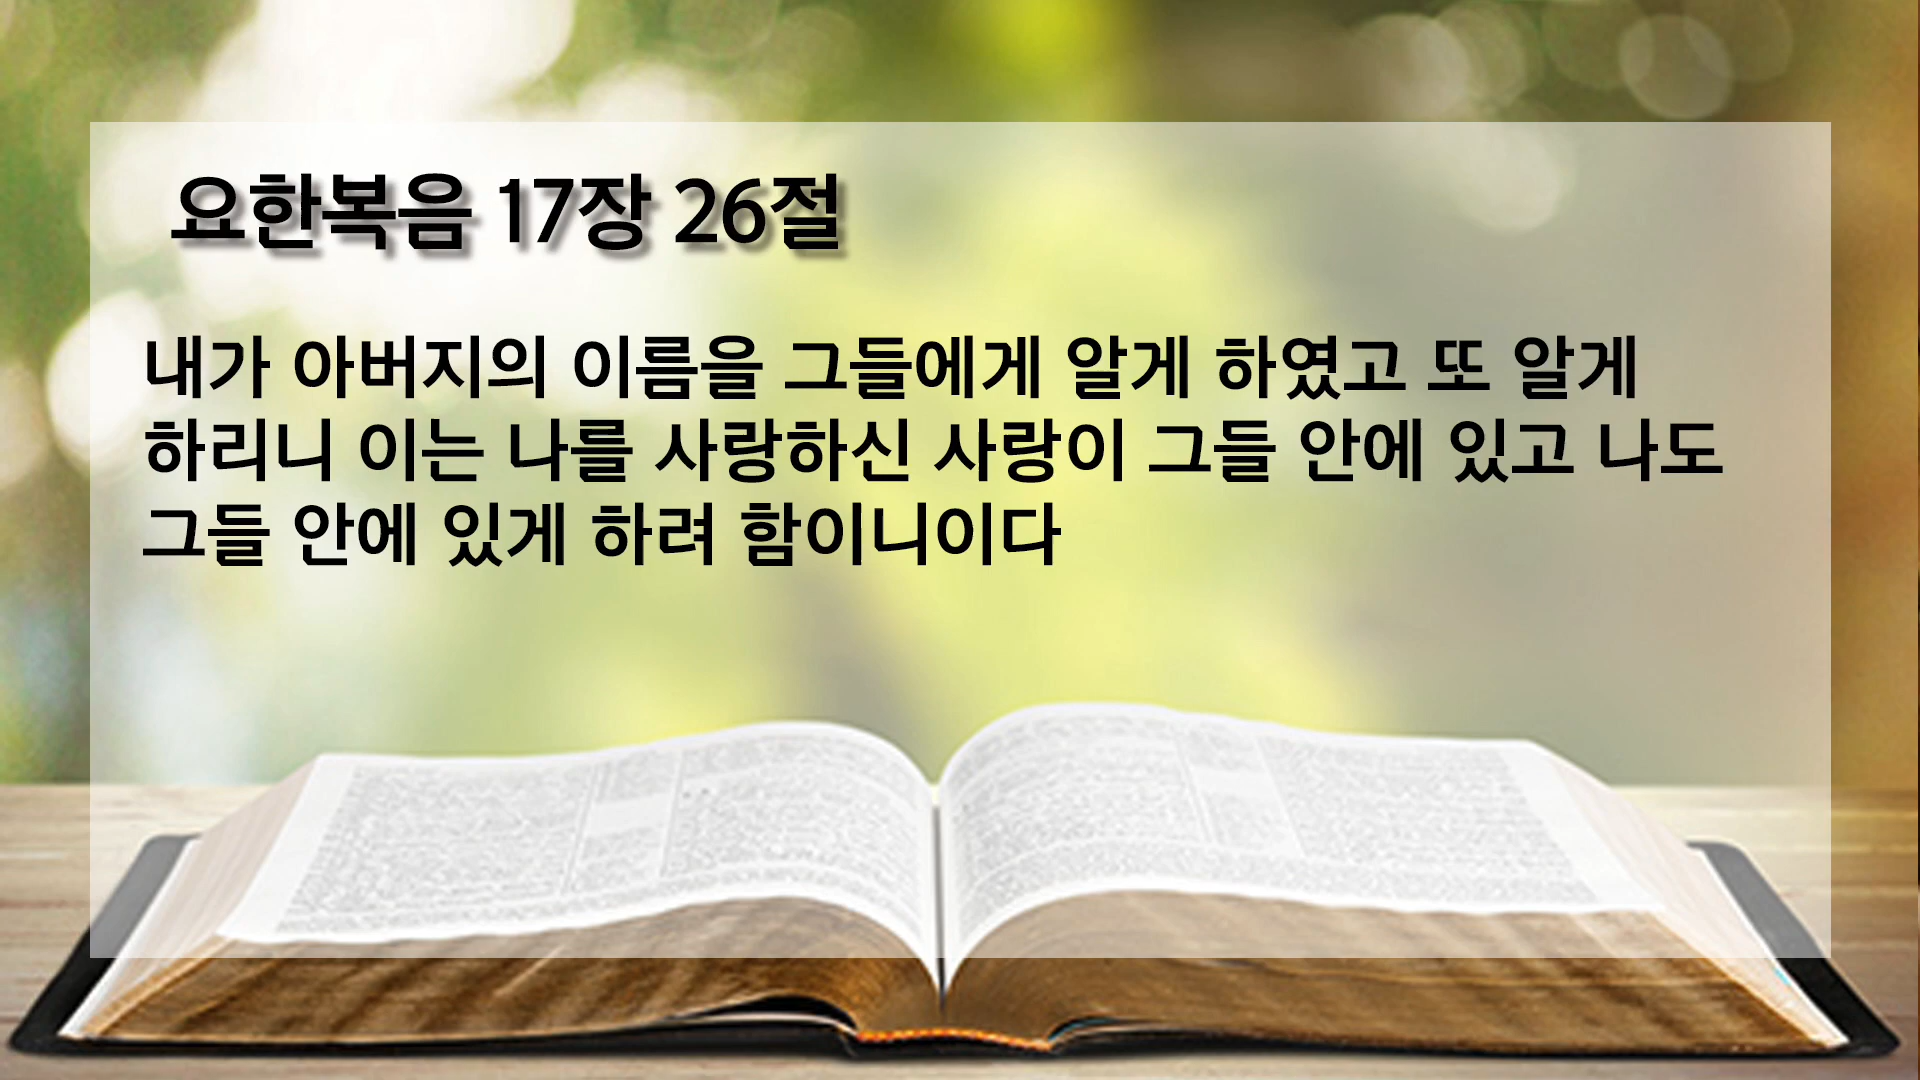 요한복음 17장 26절
내가 아버지의 이름을 그들에게 알게 하였고 또 알게
하리니 이는 나를 사랑하신 사랑이 그들 안에 있고 나도
그들 안에 있게 하려 함이니이다